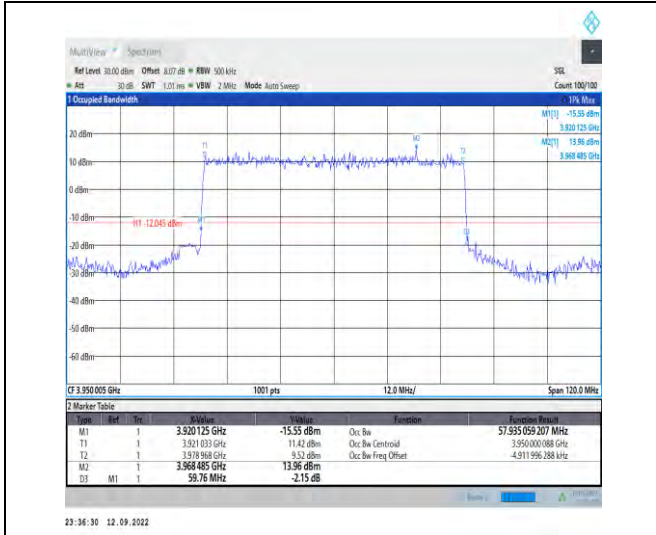 MultiView Spectrum
Ref Level 30.00 dBm Offset 8.07 dB RBW 500 kHz SGL
Att 30 dB SWT 1.01 ms VBW 2 MHz Mode Auto Sweep Count 100/100
1 Occupied Bandwidth 1Pk Max
M1[1] -15.55 dBm
3.920 125 GHz
M2[1] 13.96 dBm
3.968 485 GHz
20 dBm
M2
T1
T2
10 dBm
0 dBm
-10 dBm
H1 -12.045 dBm
M1
D3
-20 dBm
-30 dBm
-40 dBm
-50 dBm
-60 dBm
CF 3.950 005 GHz 1001 pts 12.0 MHz/ Span 120.0 MHz
2 Marker Table
Type Ref Trc X-Value Y-Value Function Function Result
M1 1 3.920 125 GHz -15.55 dBm Occ Bw 57.935 059 207 MHz
T1 1 3.921 033 GHz 11.42 dBm Occ Bw Centroid 3.950 000 088 GHz
T2 1 3.978 968 GHz 9.52 dBm Occ Bw Freq Offset -4.911 996 288 kHz
M2 1 3.968 485 GHz 13.96 dBm
D3 M1 1 59.76 MHz -2.15 dB
23:36:30 12.09.2022